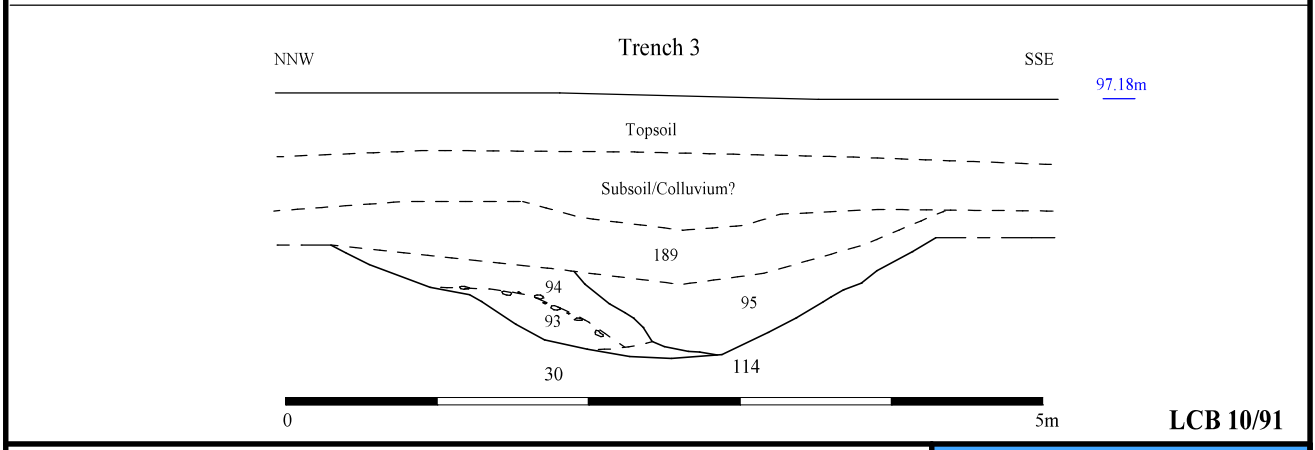 Trench 3
NNW
SSE
97.18m
Topsoil
Subsoil/Colluvium?
189
94
95
93
114
30
0
5m
LCB 10/91